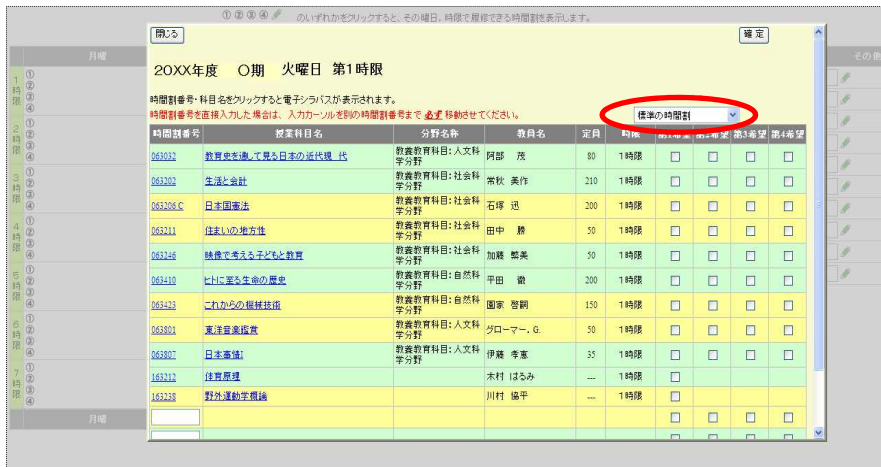 ①②③④ のいずれかをクリックすると、その曜日、時限で履修できる時間割を表示します。
閉じる 確定
月曜 その他
20XX年度 〇期 火曜日 第1時限
時間割番号・科目名をクリックすると電子シラバスが表示されます。
時間割番号を直接入力した場合は、入力カーソルを別の時間割番号まで必ず移動させてください。
標準の時間割
時間割番号 授業科目名 分野名称 教員名 定員 時限 第1希望 第2希望 第3希望 第4希望
063032 教育史を通して見る日本の近代現 代 教養教育科目:人文科学分野 阿部 茂 80 1時限
063202 生活と会計 教養教育科目:社会科学分野 常秋 美作 210 1時限
063206 C 日本国憲法 教養教育科目:社会科学分野 石塚 迅 200 1時限
063211 住まいの地方性 教養教育科目:社会科学分野 田中 勝 50 1時限
063246 映像で考える子どもと教育 教養教育科目:社会科学分野 加藤 繁美 50 1時限
063410 ヒトに至る生命の歴史 教養教育科目:自然科学分野 平田 徹 200 1時限
063423 これからの機械技術 教養教育科目:自然科学分野 園家 啓嗣 150 1時限
063801 東洋音楽鑑賞 教養教育科目:人文科学分野 グローマー. G. 50 1時限
063807 日本事情I 教養教育科目:人文科学分野 伊藤 孝恵 35 1時限
163212 体育原理 木村 はるみ --- 1時限
163238 野外運動学概論 川村 協平 --- 1時限
1時限 ①②③④
2時限 ①②③④
3時限 ①②③④
4時限 ①②③④
5時限 ①②③④
6時限 ①②③④
7時限 ①②③④
月曜